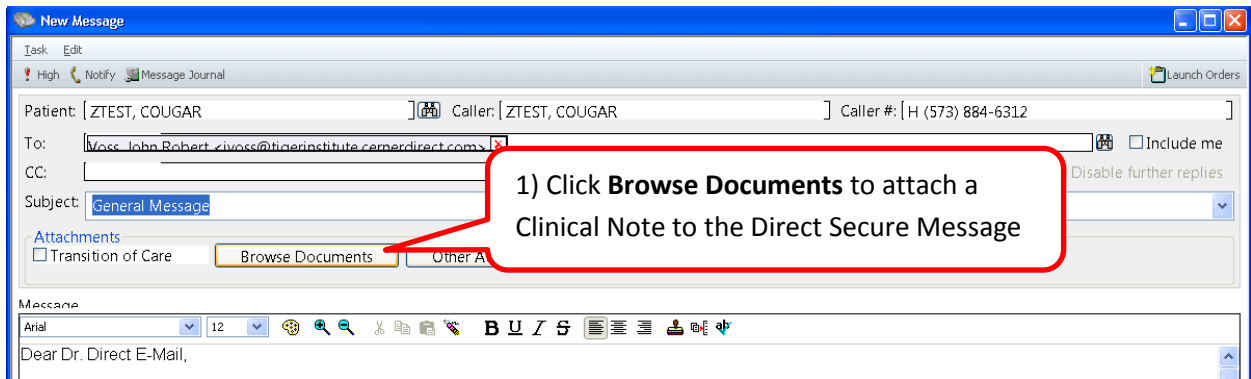 New Message
Task Edit
High Notify Message Journal Launch Orders
Patient: ZTEST, COUGAR Caller: ZTEST, COUGAR Caller #: H (573) 884-6312
To: Voss, John Robert <jvoss@tigerinstitute.cernerdirect.com> Include me
CC: Disable further replies
Subject: General Message
1) Click Browse Documents to attach a
Clinical Note to the Direct Secure Message
Attachments
Transition of Care Browse Documents Other A
Message
Arial 12 B U I S
Dear Dr. Direct E-Mail,